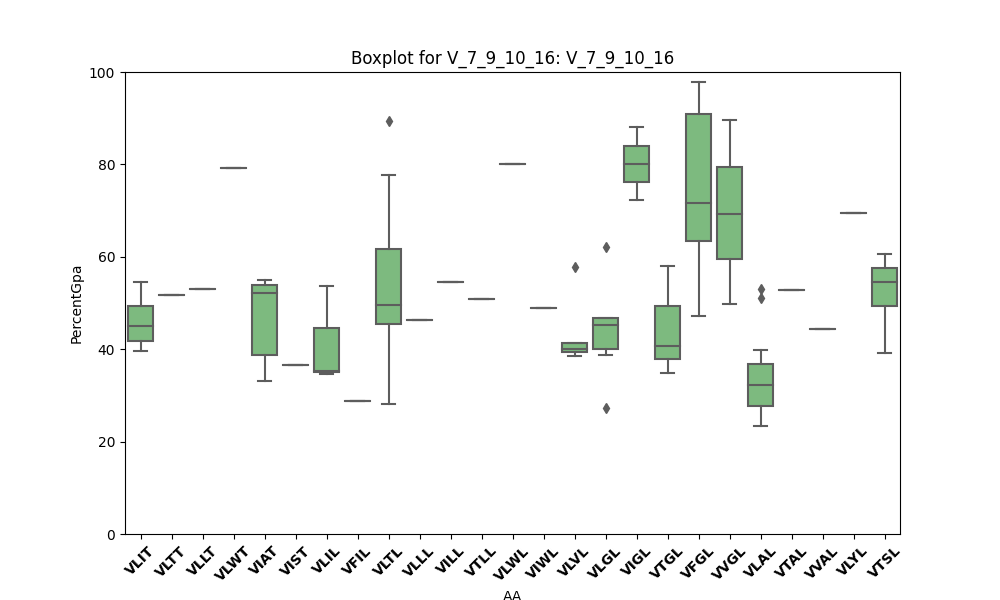 Boxplot for V_7_9_10_16: V_7_9_10_16
100
80
60
40
20
0
PercentGpa
VLIT VLTT VLLT VLWT VIAT VIST VLIL VFIL VLTL VLLL VILL VTLL VLWL VIWL VLVL VLGL VIGL VTGL VFGL VVGL VLAL VTAL VVAL VLYL VTSL
AA